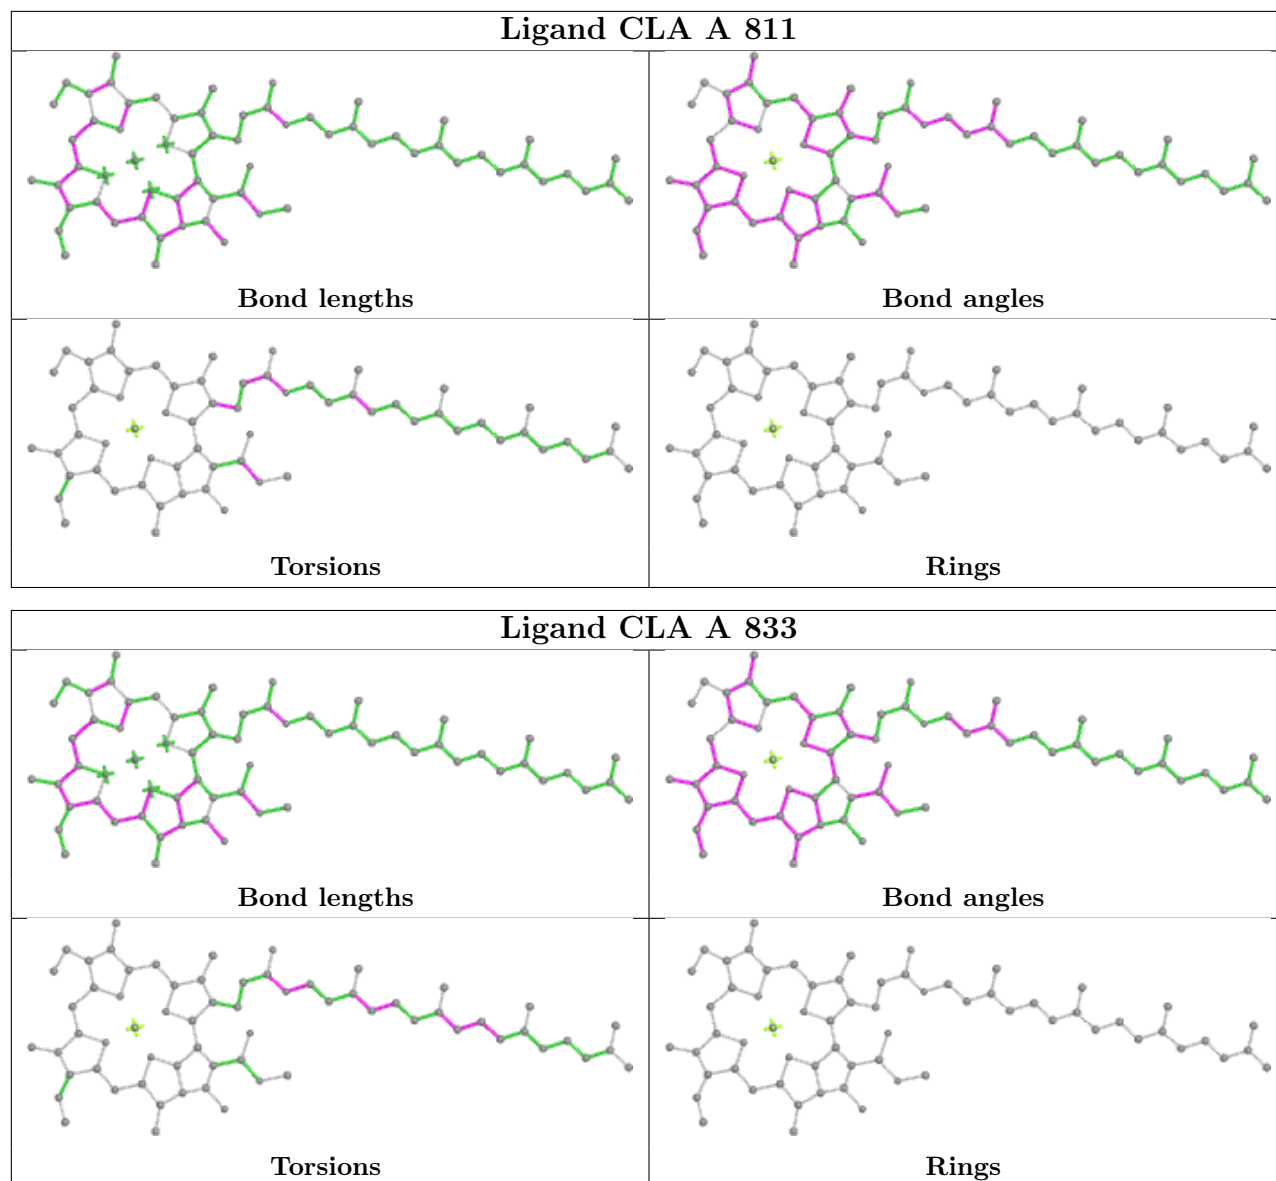 Ligand CLA A 811
Bond lengths
Bond angles
Torsions
Rings
Ligand CLA A 833
Bond lengths
Bond angles
Torsions
Rings